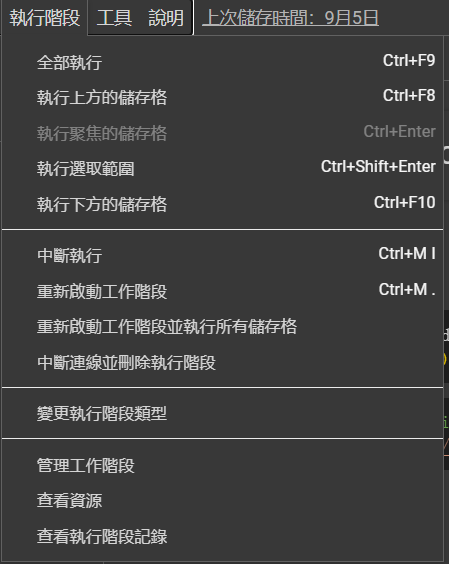 執行階段 工具 說明 上次儲存時間：9月5日
全部執行 Ctrl+F9
執行上方的儲存格 Ctrl+F8
執行聚焦的儲存格 Ctrl+Enter
執行選取範圍 Ctrl+Shift+Enter
執行下方的儲存格 Ctrl+F10
中斷執行 Ctrl+M I
重新啟動工作階段 Ctrl+M .
重新啟動工作階段並執行所有儲存格
中斷連線並刪除執行階段
變更執行階段類型
管理工作階段
查看資源
查看執行階段記錄